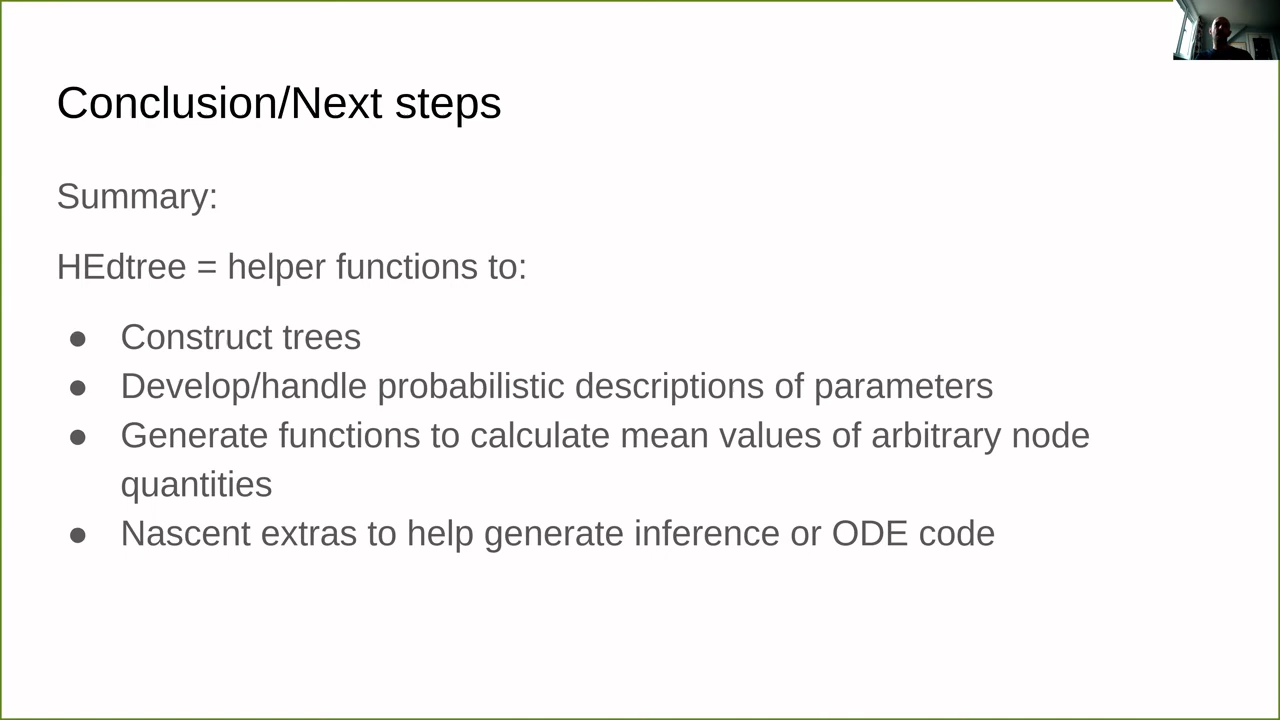 Conclusion/Next steps
Summary:
HEdtree = helper functions to:
● Construct trees
● Develop/handle probabilistic descriptions of parameters
● Generate functions to calculate mean values of arbitrary node
quantities
● Nascent extras to help generate inference or ODE code